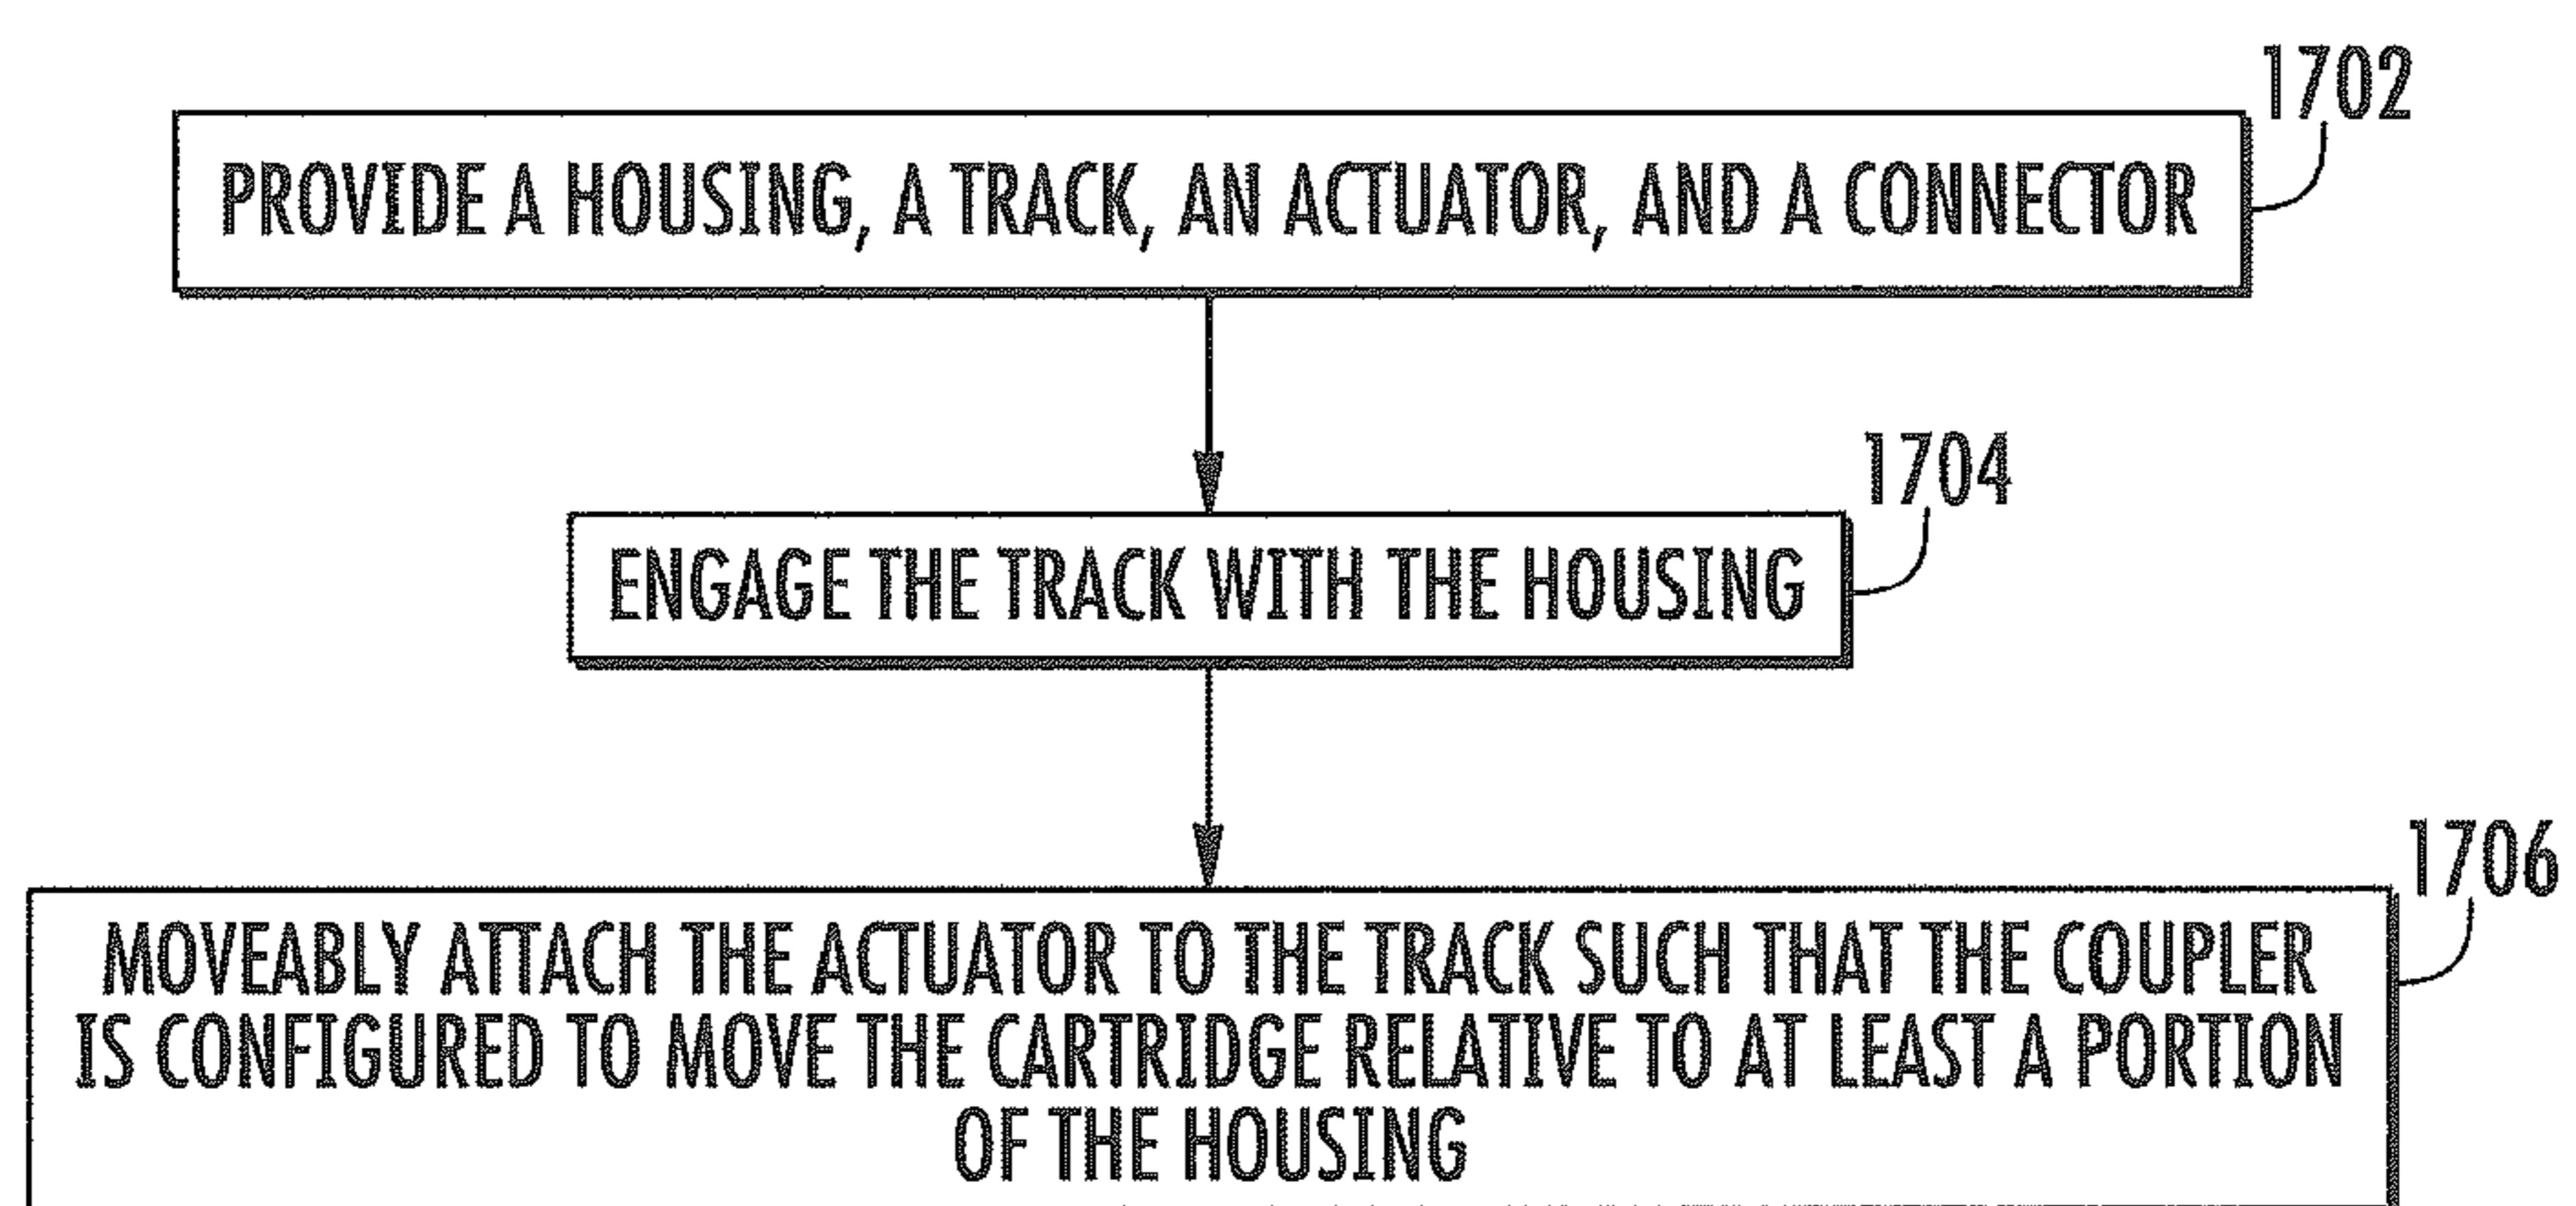 1702
PROVIDE A HOUSING, A TRACK, AN ACTUATOR, AND A CONNECTOR
1704
ENGAGE THE TRACK WITH THE HOUSING
1706
MOVEABLY ATTACH THE ACTUATOR TO THE TRACK SUCH THAT THE COUPLER
IS CONFIGURED TO MOVE THE CARTRIDGE RELATIVE TO AT LEAST A PORTION
OF THE HOUSING